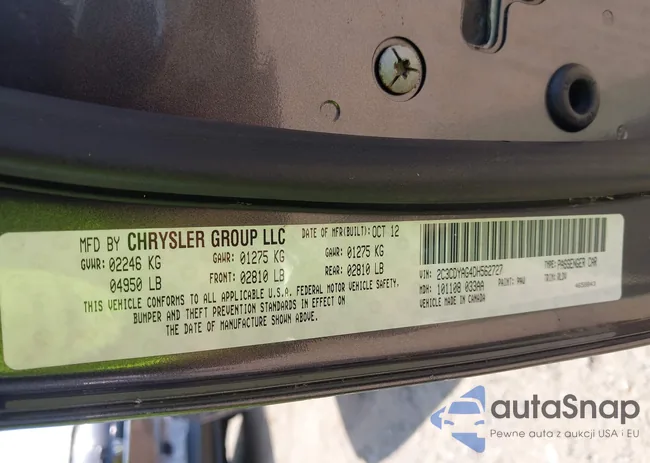 MFD BY CHRYSLER GROUP LLC DATE OF MFR(BUILT): OCT 12
GVWR: 02246 KG GAWR: 01275 KG GAWR: 01275 KG
04950 LB FRONT: 02810 LB REAR: 02810 LB
THIS VEHICLE CONFORMS TO ALL APPLICABLE U.S.A. FEDERAL MOTOR VEHICLE SAFETY,
BUMPER AND THEFT PREVENTION STANDARDS IN EFFECT ON
THE DATE OF MANUFACTURE SHOWN ABOVE.
VIN: 2C3CDYAG4DH562727 TYPE: PASSENGER CAR
MDH: 101108 033AA PAINT: TRIM:
VEHICLE MADE IN CANADA
autaSnap
Pewne auta z aukcji USA i EU